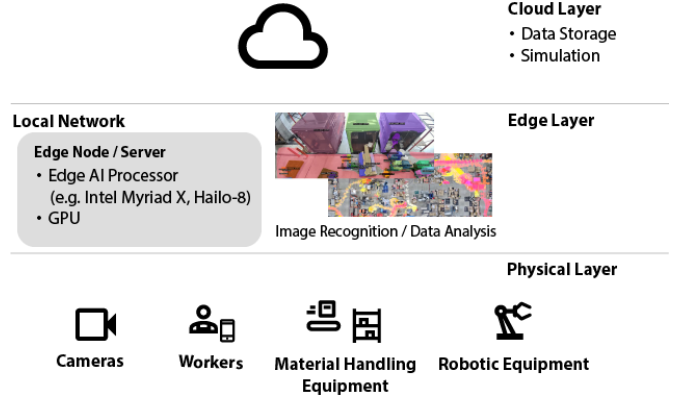 Cloud Layer
• Data Storage
• Simulation
Local Network
Edge Layer
Edge Node / Server
• Edge AI Processor
(e.g. Intel Myriad X, Hailo-8)
• GPU
Image Recognition / Data Analysis
Physical Layer
Cameras
Workers
Material Handling
Equipment
Robotic Equipment